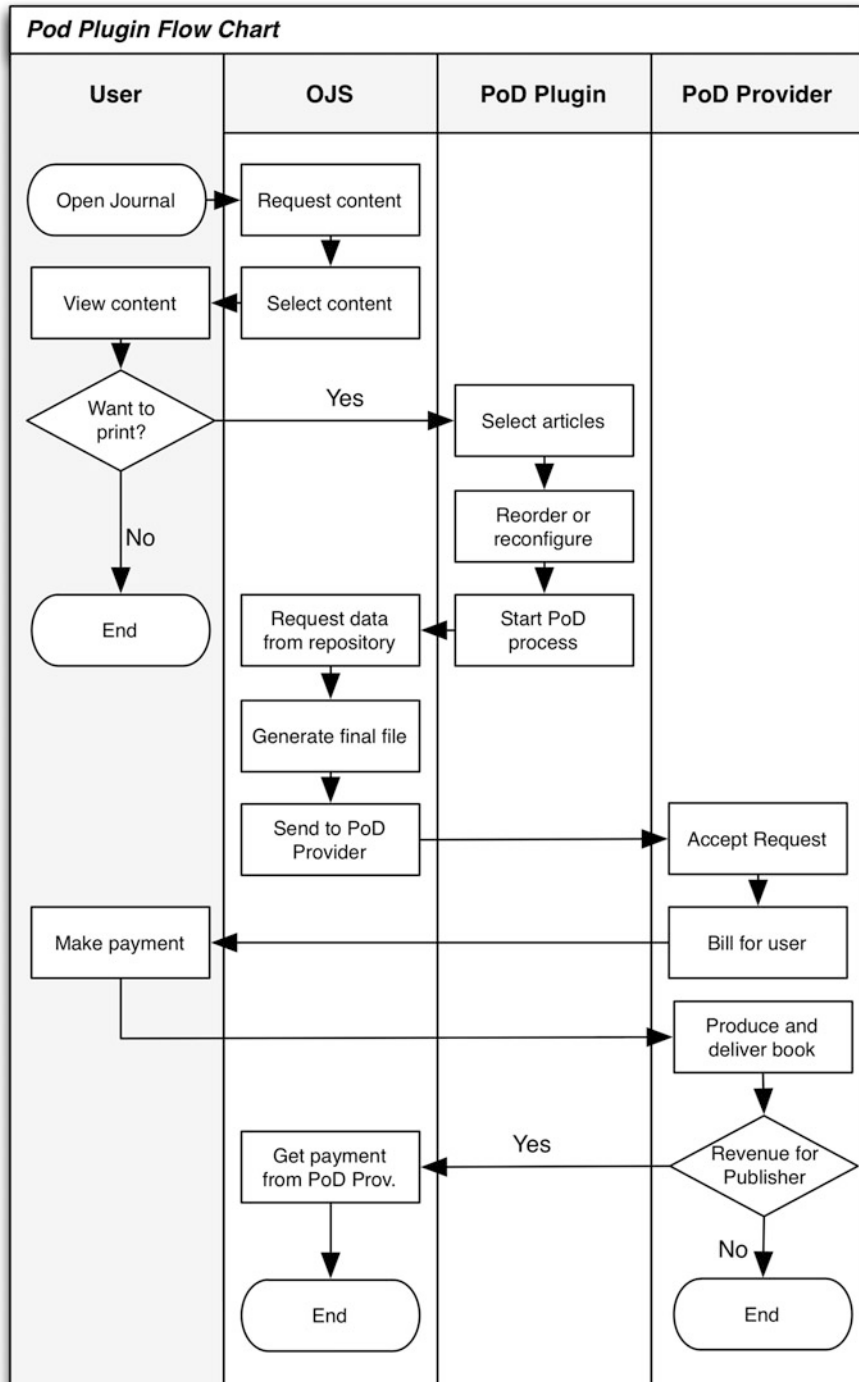 Pod Plugin Flow Chart
User
OJS
PoD Plugin
PoD Provider
Open Journal
Request content
View content
Select content
Want to
print?
Yes
Select articles
No
Reorder or
reconfigure
End
Request data
from repository
Start PoD
process
Generate final file
Send to PoD
Provider
Accept Request
Make payment
Bill for user
Produce and
deliver book
Get payment
from PoD Prov.
Yes
Revenue for
Publisher
No
End
End